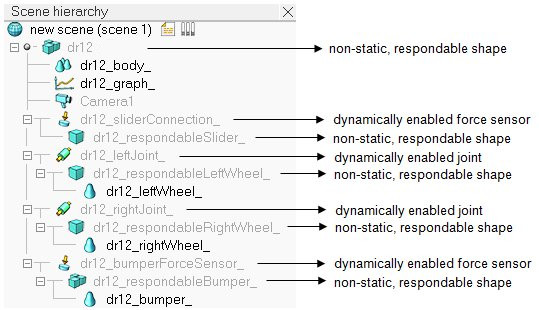 Scene hierarchy
new scene (scene 1)
dr12 non-static, respondable shape
dr12_body_
dr12_graph_
Camera1
dr12_sliderConnection_ dynamically enabled force sensor
dr12_respondableSlider_ non-static, respondable shape
dr12_leftJoint_ dynamically enabled joint
dr12_respondableLeftWheel_ non-static, respondable shape
dr12_leftWheel_
dr12_rightJoint_ dynamically enabled joint
dr12_respondableRightWheel_ non-static, respondable shape
dr12_rightWheel_
dr12_bumperForceSensor_ dynamically enabled force sensor
dr12_respondableBumper_ non-static, respondable shape
dr12_bumper_